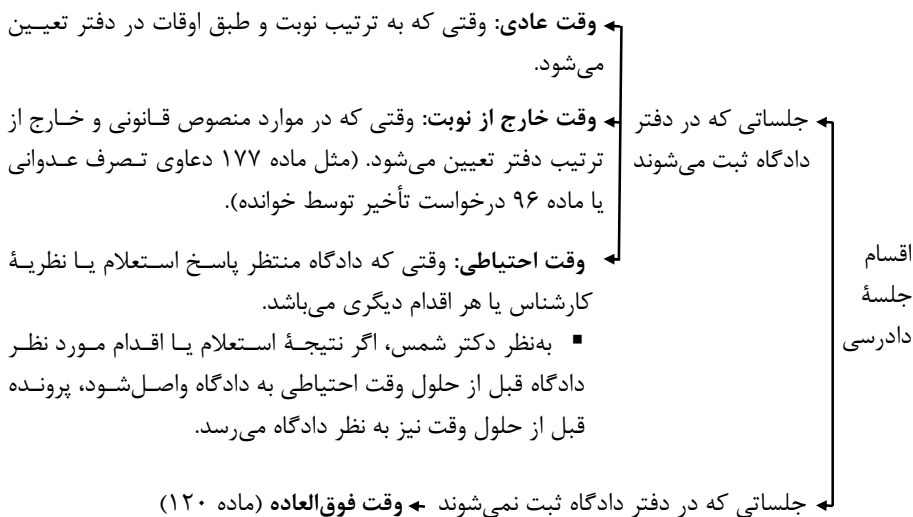 اقسام
جلسهٔ
دادرسی
جلساتی که در دفتر
دادگاه ثبت می‌شوند
وقت عادی: وقتی که به ترتیب نوبت و طبق اوقات در دفتر تعیین
می‌شود.
وقت خارج از نوبت: وقتی که در موارد منصوص قانونی و خارج از
ترتیب دفتر تعیین می‌شود. (مثل ماده ۱۷۷ دعاوی تصرف عدوانی
یا ماده ۹۶ درخواست تأخیر توسط خوانده).
وقت احتیاطی: وقتی که دادگاه منتظر پاسخ استعلام یا نظریهٔ
کارشناس یا هر اقدام دیگری می‌باشد.
▪ به‌نظر دکتر شمس، اگر نتیجهٔ استعلام یا اقدام مورد نظر
دادگاه قبل از حلول وقت احتیاطی به دادگاه واصل‌شود، پرونده
قبل از حلول وقت نیز به نظر دادگاه می‌رسد.
جلساتی که در دفتر دادگاه ثبت نمی‌شوند ← وقت فوق‌العاده (ماده ۱۲۰)